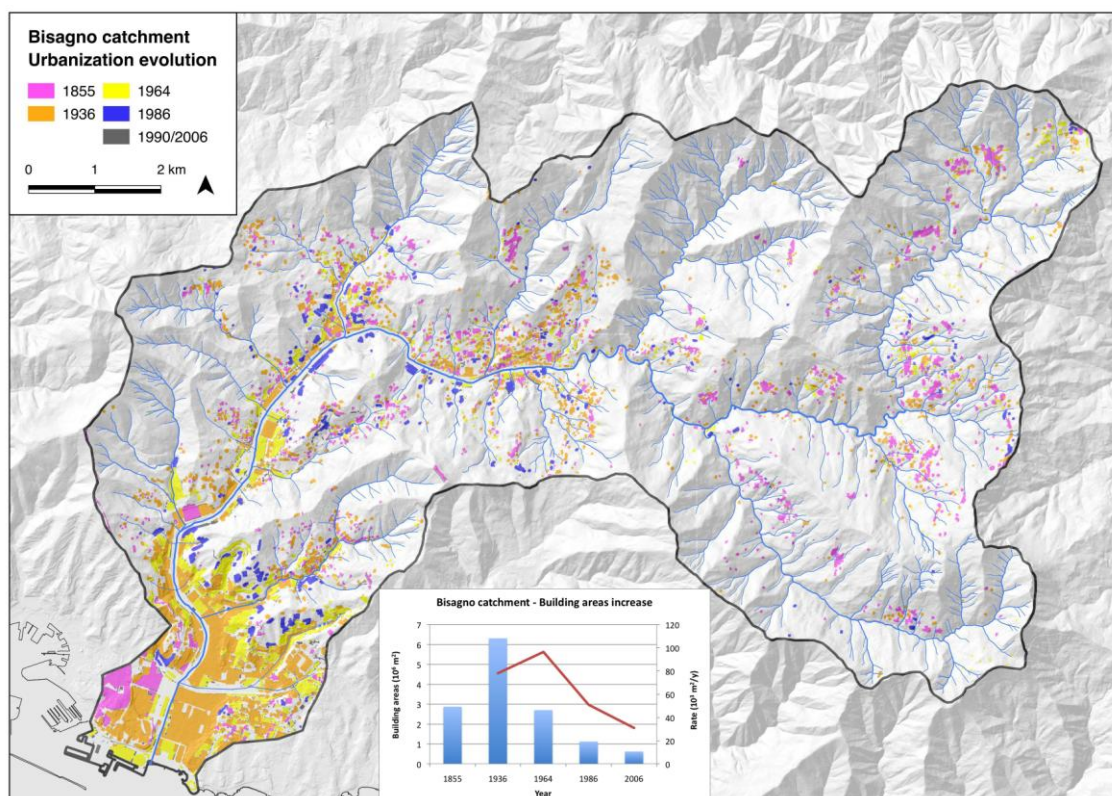 Bisagno catchment
Urbanization evolution
1855 1964
1936 1986
1990/2006
0 1 2 km
Bisagno catchment - Building areas increase
7 120
6 100
5 80
4 60
3 40
2 20
1 0
0
Building areas (10⁶ m²)
Rate (10³ m²/y)
1855 1936 1964 1986 2006
Year